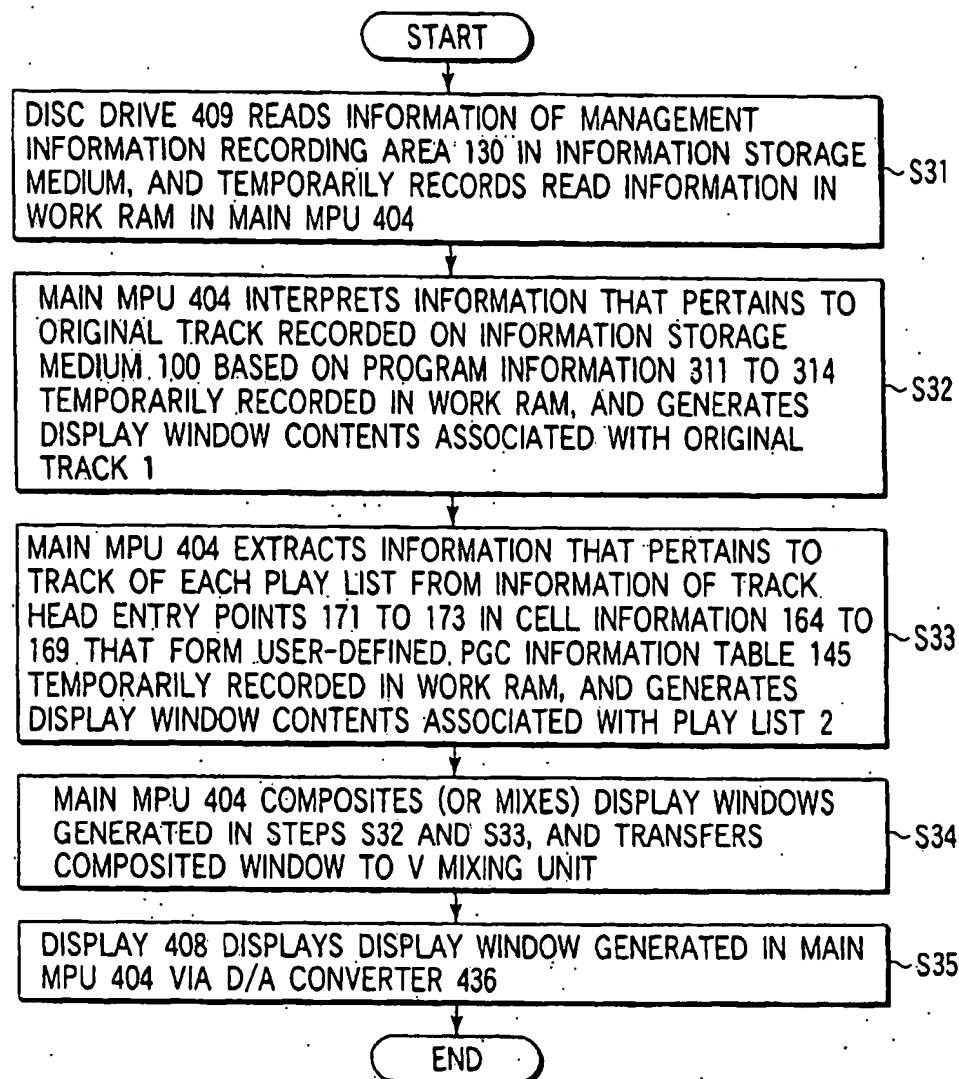 START
DISC DRIVE 409 READS INFORMATION OF MANAGEMENT
INFORMATION RECORDING AREA 130 IN INFORMATION STORAGE
MEDIUM, AND TEMPORARILY RECORDS READ INFORMATION IN
WORK RAM IN MAIN MPU 404
S31
MAIN MPU 404 INTERPRETS INFORMATION THAT PERTAINS TO
ORIGINAL TRACK RECORDED ON INFORMATION STORAGE
MEDIUM 100 BASED ON PROGRAM INFORMATION 311 TO 314
TEMPORARILY RECORDED IN WORK RAM, AND GENERATES
DISPLAY WINDOW CONTENTS ASSOCIATED WITH ORIGINAL
TRACK 1
S32
MAIN MPU 404 EXTRACTS INFORMATION THAT PERTAINS TO
TRACK OF EACH PLAY LIST FROM INFORMATION OF TRACK
HEAD ENTRY POINTS 171 TO 173 IN CELL INFORMATION 164 TO
169 THAT FORM USER-DEFINED PGC INFORMATION TABLE 145
TEMPORARILY RECORDED IN WORK RAM, AND GENERATES
DISPLAY WINDOW CONTENTS ASSOCIATED WITH PLAY LIST 2
S33
MAIN MPU 404 COMPOSITES (OR MIXES) DISPLAY WINDOWS
GENERATED IN STEPS S32 AND S33, AND TRANSFERS
COMPOSITED WINDOW TO V MIXING UNIT
S34
DISPLAY 408 DISPLAYS DISPLAY WINDOW GENERATED IN MAIN
MPU 404 VIA D/A CONVERTER 436
S35
END